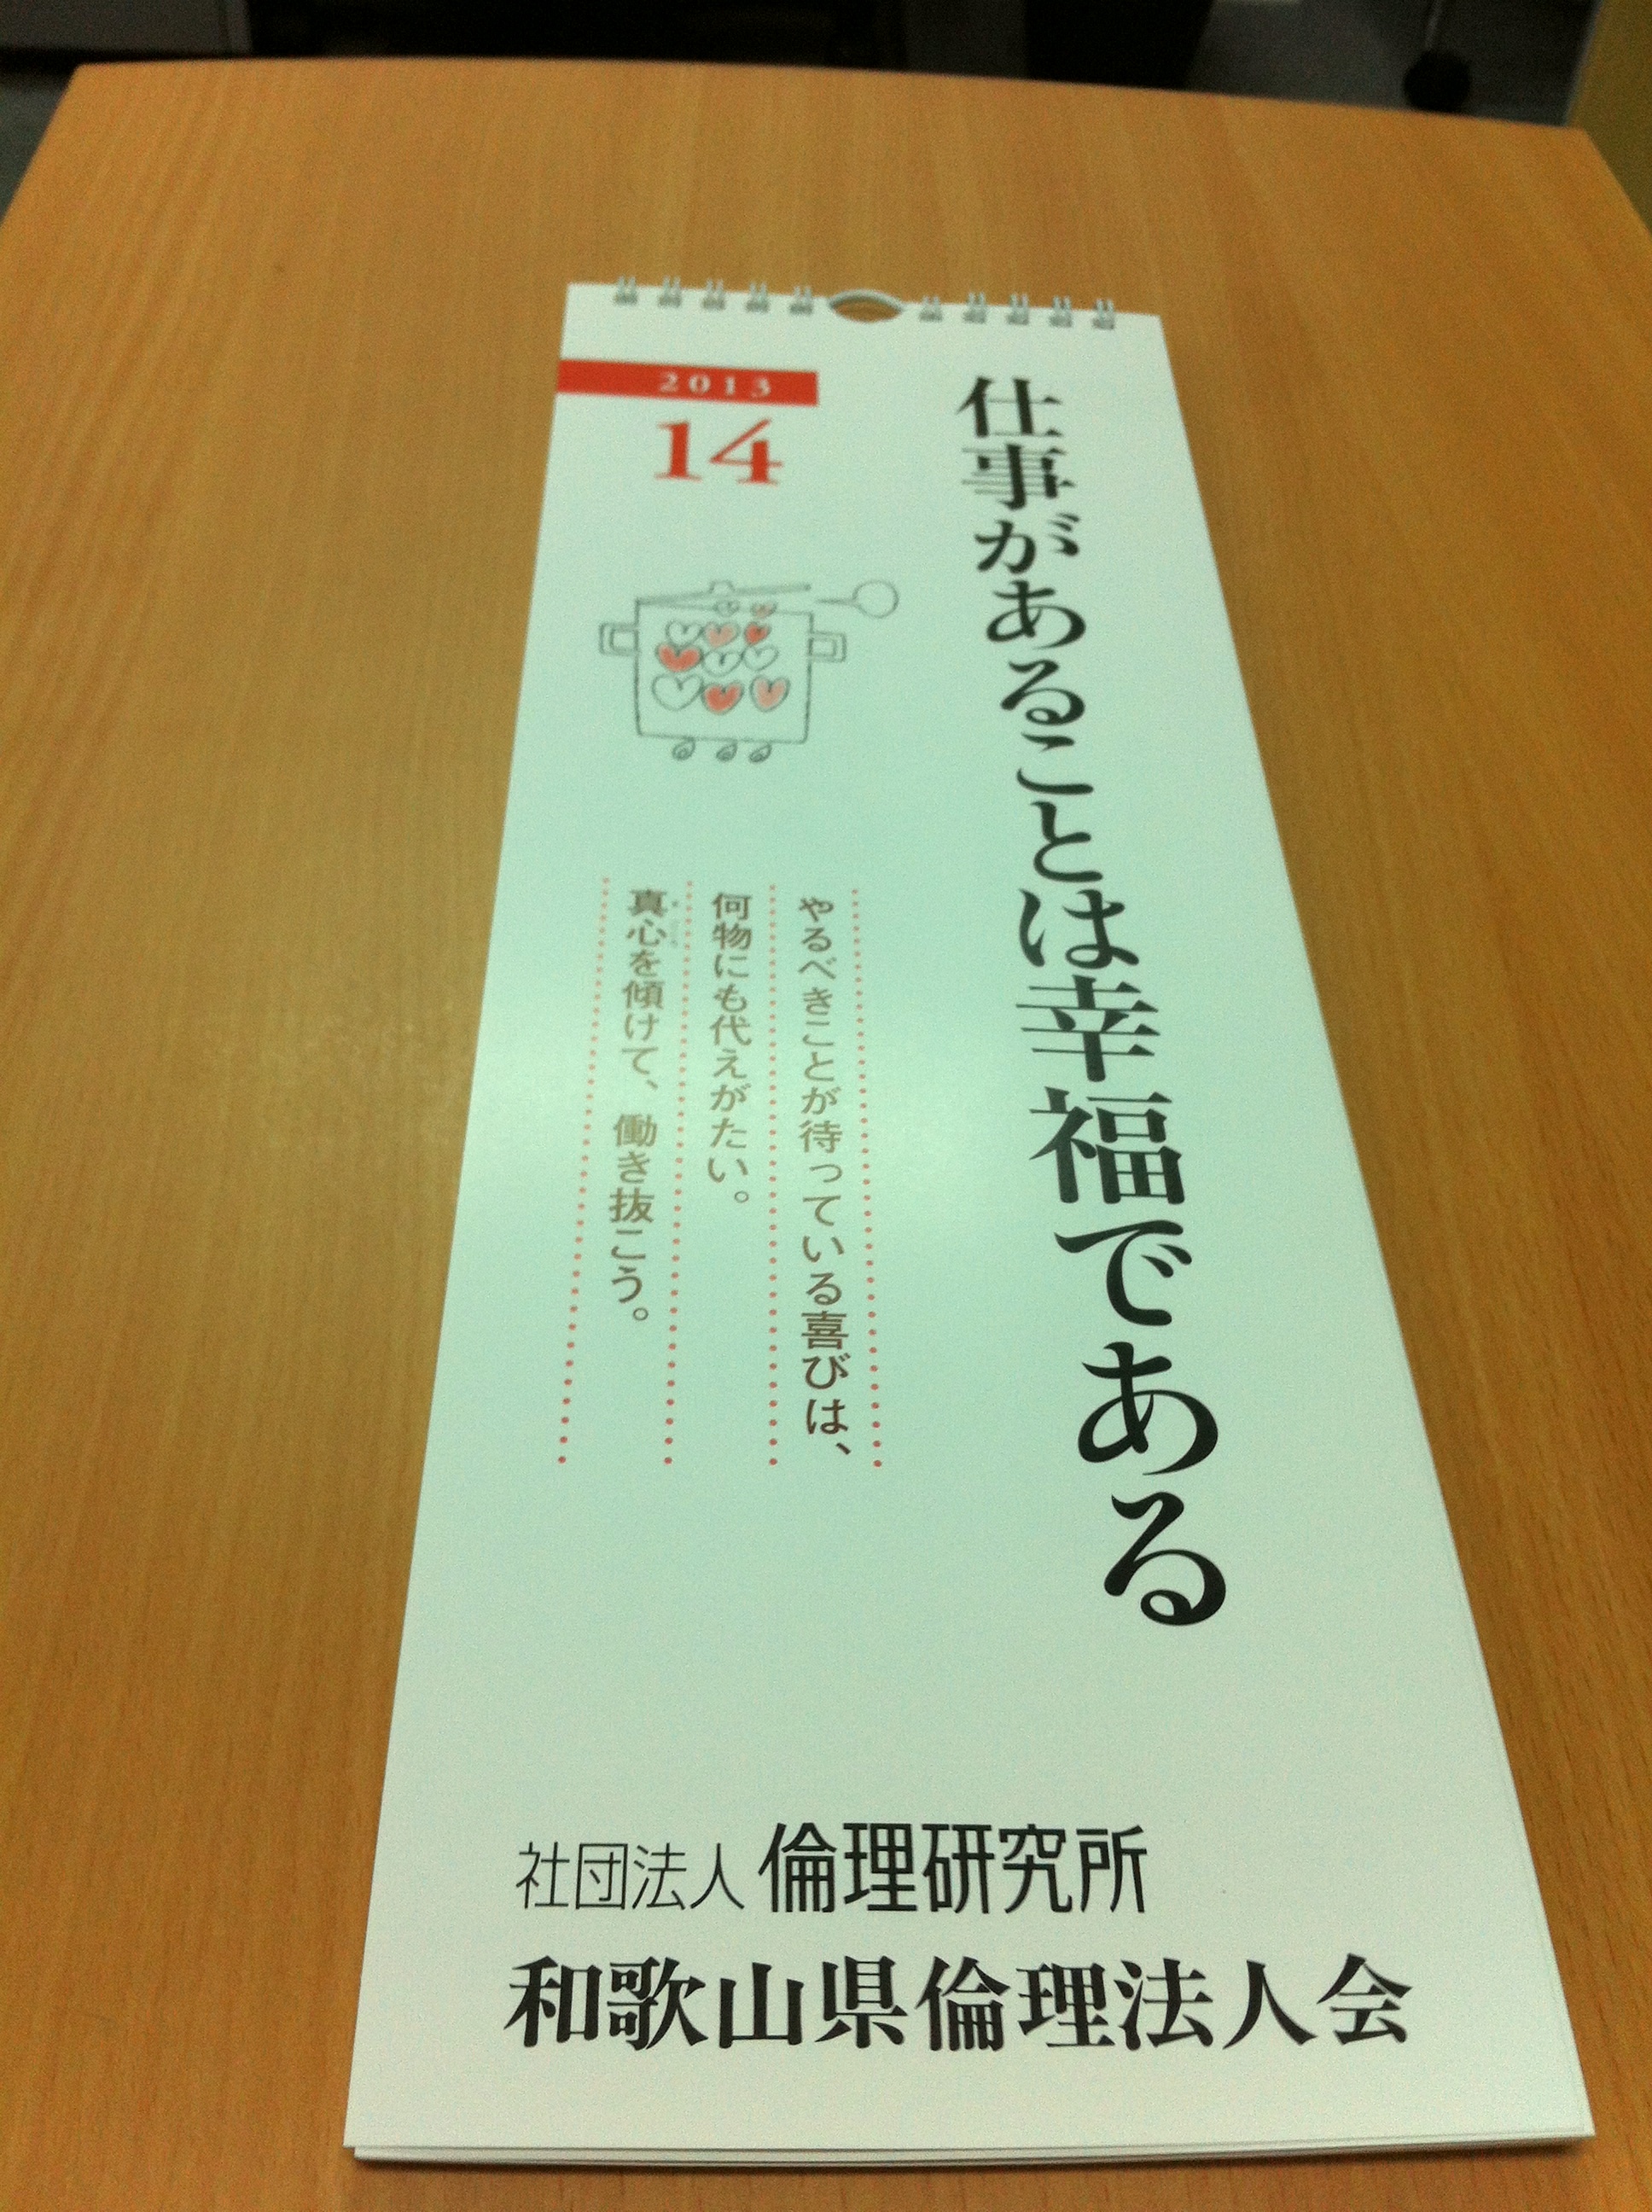 2013
14
仕事があることは幸福である
やるべきことが待っている喜びは、
何物にも代えがたい。
真心を傾けて、働き抜こう。
社団法人 倫理研究所
和歌山県倫理法人会